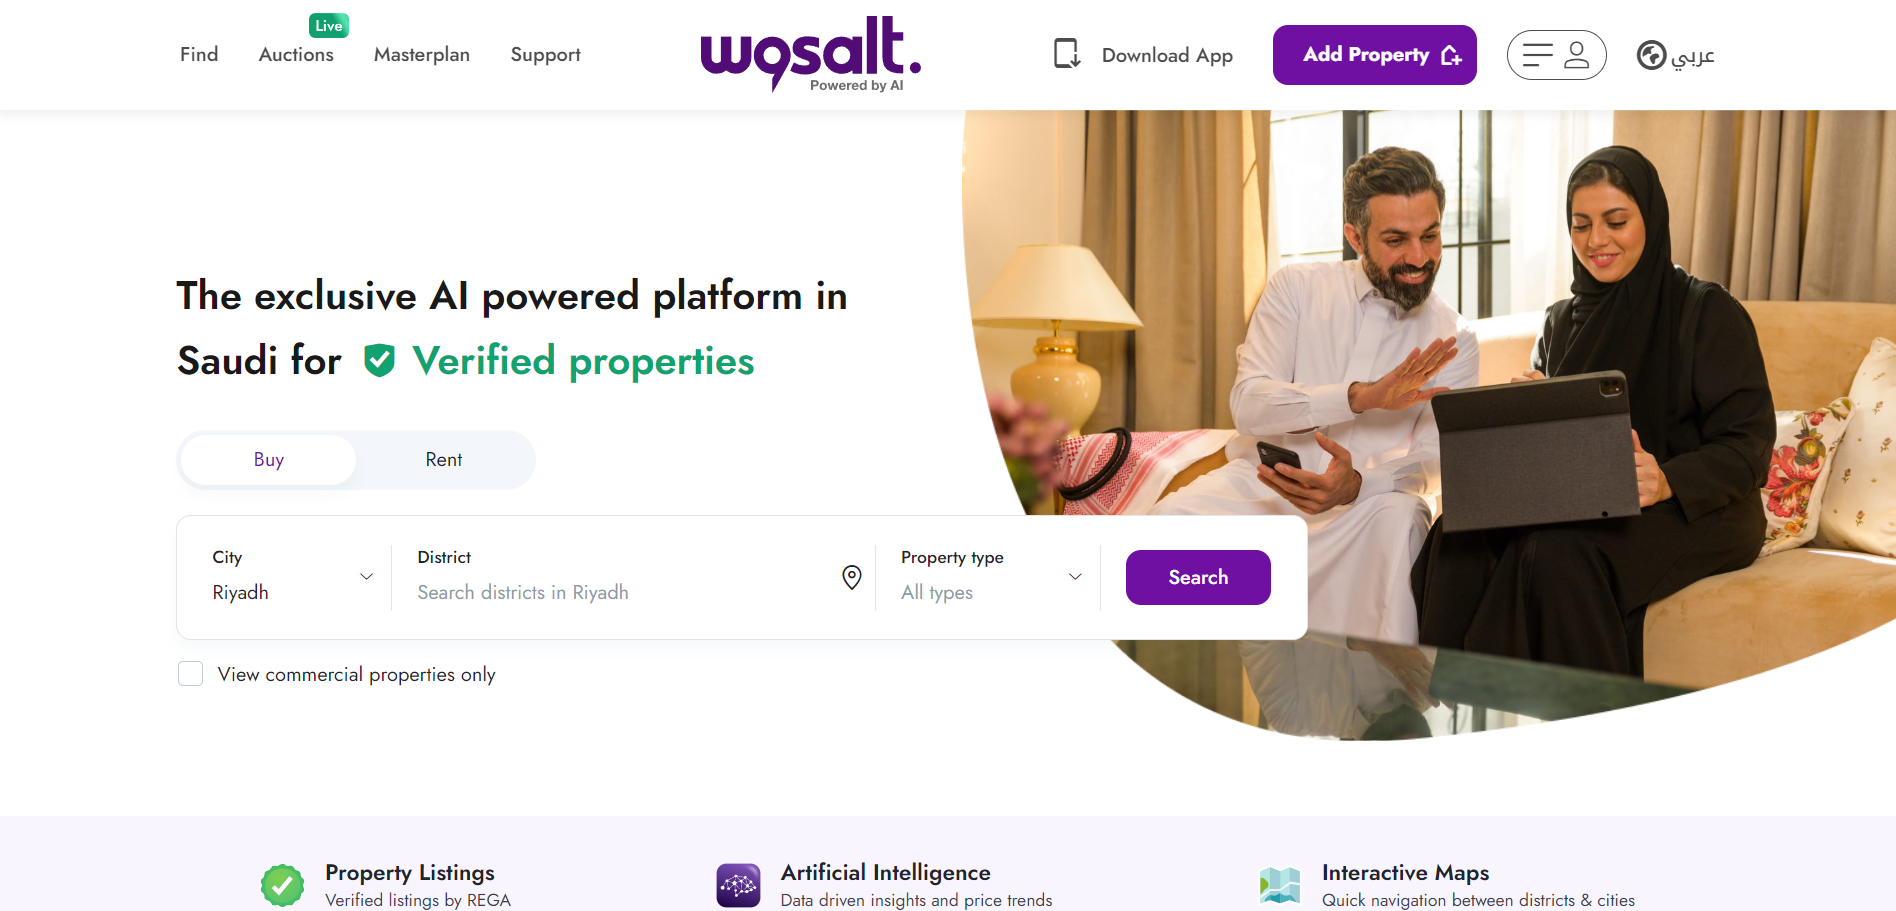 Find
Auctions
Live
Masterplan
Support
wosalt.
Powered by AI
Download App
Add Property
عربي
The exclusive AI powered platform in
Saudi for Verified properties
Buy
Rent
City
Riyadh
District
Search districts in Riyadh
Property type
All types
Search
View commercial properties only
Property Listings
Verified listings by REGA
Artificial Intelligence
Data driven insights and price trends
Interactive Maps
Quick navigation between districts & cities